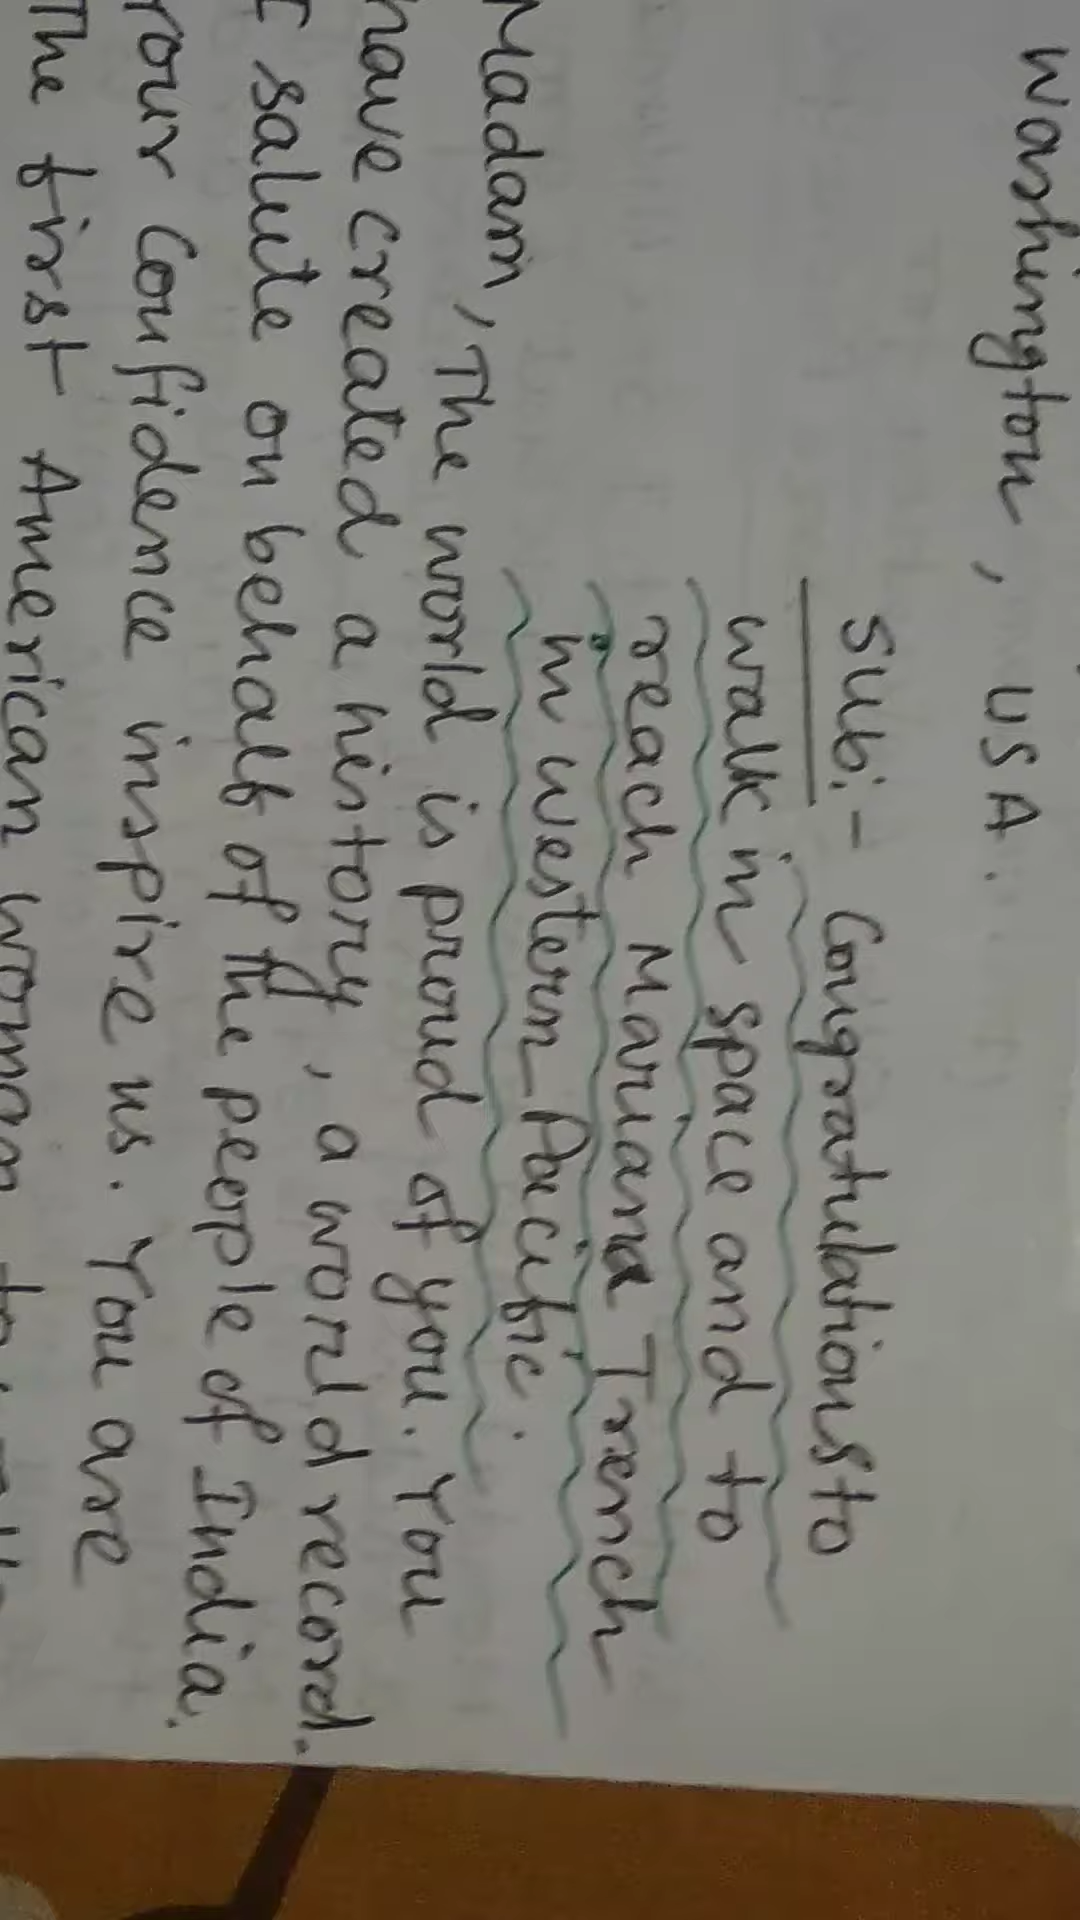 Washington, USA.
Sub:- Congratulations to
walk in space and to
reach Mariana Trench
in western Pacific.
Madam, The world is proud of you. You
have created a history, a world record.
I salute on behalf of the people of India.
Your Confidence inspire us. You are
The first American woman to